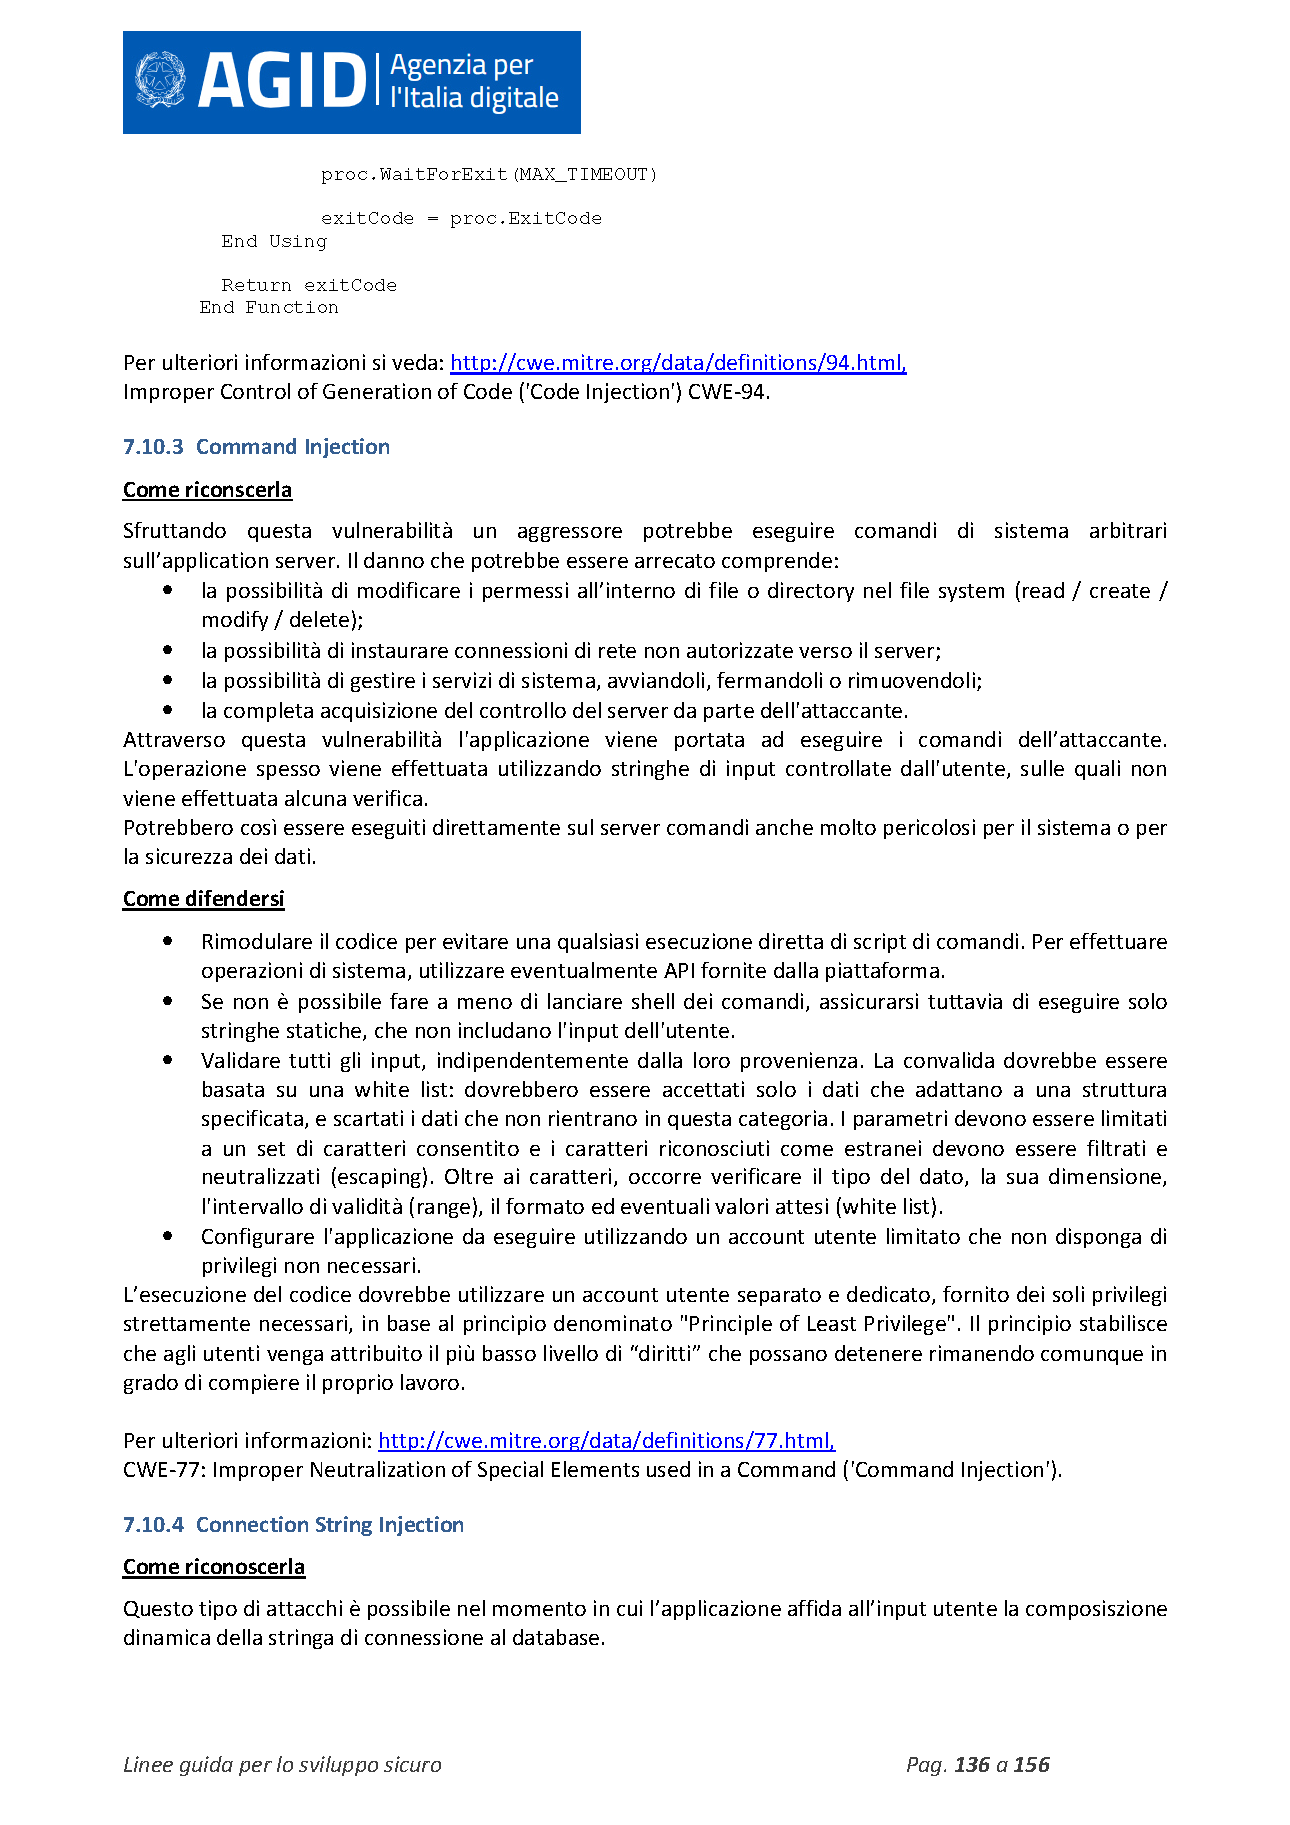 AGID Agenzia per
l'Italia digitale
proc.WaitForExit(MAX_TIMEOUT)
exitCode = proc.ExitCode
End Using
Return exitCode
End Function
Per ulteriori informazioni si veda: http://cwe.mitre.org/data/definitions/94.html,
Improper Control of Generation of Code ('Code Injection') CWE-94.
7.10.3 Command Injection
Come riconscerla
Sfruttando questa vulnerabilità un aggressore potrebbe eseguire comandi di sistema arbitrari
sull’application server. Il danno che potrebbe essere arrecato comprende:
• la possibilità di modificare i permessi all’interno di file o directory nel file system (read / create /
modify / delete);
• la possibilità di instaurare connessioni di rete non autorizzate verso il server;
• la possibilità di gestire i servizi di sistema, avviandoli, fermandoli o rimuovendoli;
• la completa acquisizione del controllo del server da parte dell'attaccante.
Attraverso questa vulnerabilità l'applicazione viene portata ad eseguire i comandi dell’attaccante.
L'operazione spesso viene effettuata utilizzando stringhe di input controllate dall'utente, sulle quali non
viene effettuata alcuna verifica.
Potrebbero così essere eseguiti direttamente sul server comandi anche molto pericolosi per il sistema o per
la sicurezza dei dati.
Come difendersi
• Rimodulare il codice per evitare una qualsiasi esecuzione diretta di script di comandi. Per effettuare
operazioni di sistema, utilizzare eventualmente API fornite dalla piattaforma.
• Se non è possibile fare a meno di lanciare shell dei comandi, assicurarsi tuttavia di eseguire solo
stringhe statiche, che non includano l'input dell'utente.
• Validare tutti gli input, indipendentemente dalla loro provenienza. La convalida dovrebbe essere
basata su una white list: dovrebbero essere accettati solo i dati che adattano a una struttura
specificata, e scartati i dati che non rientrano in questa categoria. I parametri devono essere limitati
a un set di caratteri consentito e i caratteri riconosciuti come estranei devono essere filtrati e
neutralizzati (escaping). Oltre ai caratteri, occorre verificare il tipo del dato, la sua dimensione,
l'intervallo di validità (range), il formato ed eventuali valori attesi (white list).
• Configurare l'applicazione da eseguire utilizzando un account utente limitato che non disponga di
privilegi non necessari.
L’esecuzione del codice dovrebbe utilizzare un account utente separato e dedicato, fornito dei soli privilegi
strettamente necessari, in base al principio denominato "Principle of Least Privilege". Il principio stabilisce
che agli utenti venga attribuito il più basso livello di “diritti” che possano detenere rimanendo comunque in
grado di compiere il proprio lavoro.
Per ulteriori informazioni: http://cwe.mitre.org/data/definitions/77.html,
CWE-77: Improper Neutralization of Special Elements used in a Command ('Command Injection').
7.10.4 Connection String Injection
Come riconoscerla
Questo tipo di attacchi è possibile nel momento in cui l’applicazione affida all’input utente la composiszione
dinamica della stringa di connessione al database.
Linee guida per lo sviluppo sicuro Pag. 136 a 156